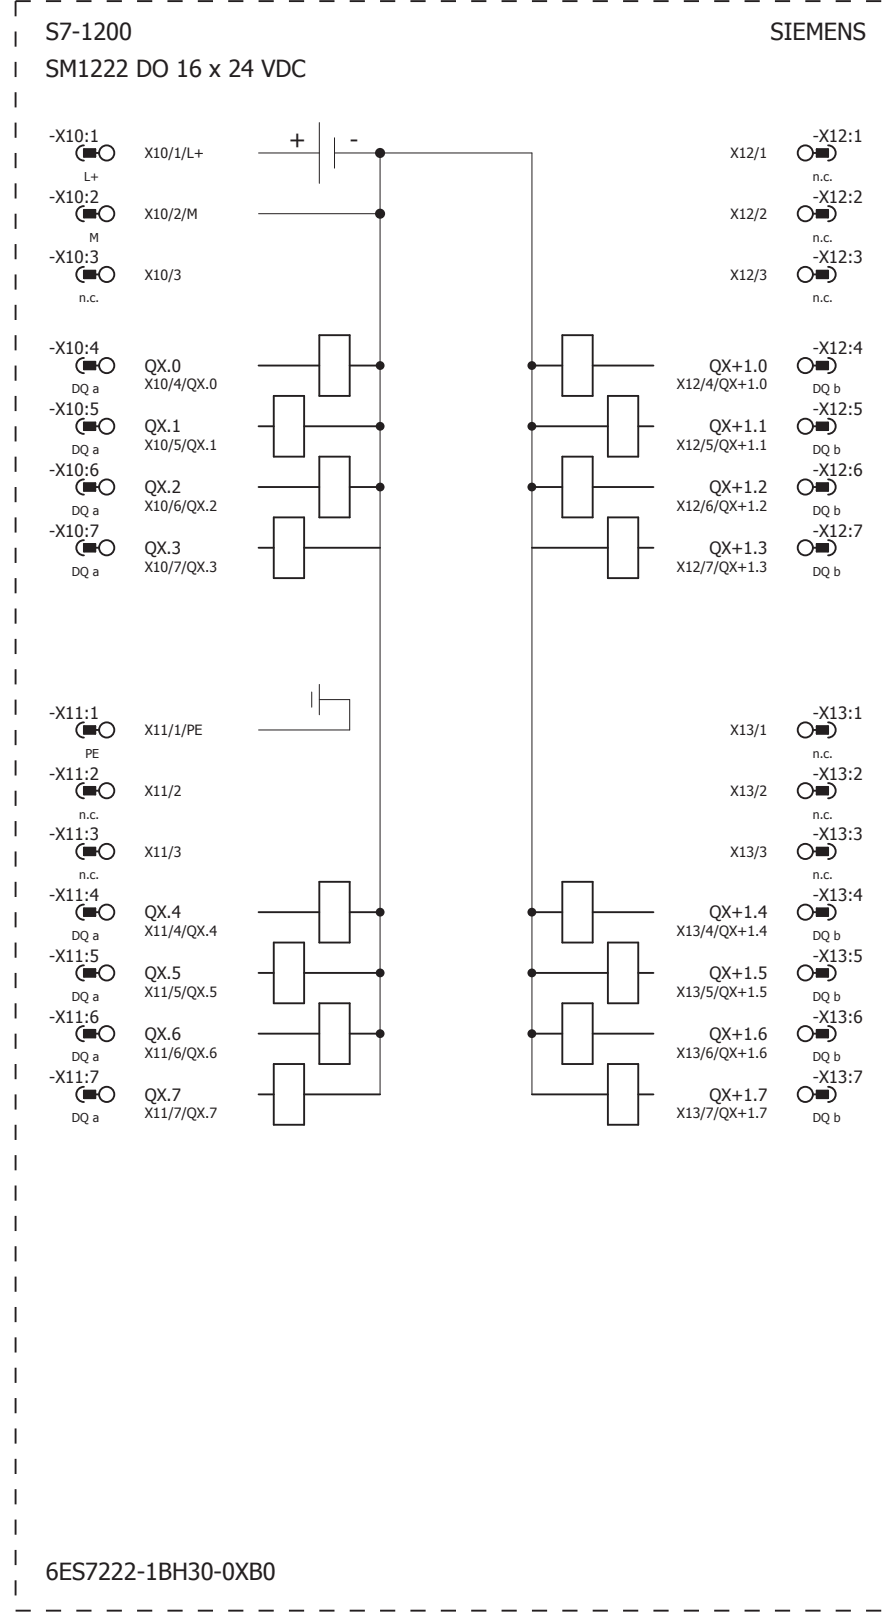 S7-1200
SIEMENS
SM1222 DO 16 x 24 VDC
-X10:1
X10/1/L+
+
-
X12/1
-X12:1
L+
n.c.
-X10:2
X10/2/M
X12/2
-X12:2
M
n.c.
-X10:3
X10/3
X12/3
-X12:3
n.c.
n.c.
-X10:4
QX.0
QX+1.0
-X12:4
DQ a
X10/4/QX.0
X12/4/QX+1.0
DQ b
-X10:5
QX.1
QX+1.1
-X12:5
DQ a
X10/5/QX.1
X12/5/QX+1.1
DQ b
-X10:6
QX.2
QX+1.2
-X12:6
DQ a
X10/6/QX.2
X12/6/QX+1.2
DQ b
-X10:7
QX.3
QX+1.3
-X12:7
DQ a
X10/7/QX.3
X12/7/QX+1.3
DQ b
-X11:1
X11/1/PE
X13/1
-X13:1
PE
n.c.
-X11:2
X11/2
X13/2
-X13:2
n.c.
n.c.
-X11:3
X11/3
X13/3
-X13:3
n.c.
n.c.
-X11:4
QX.4
QX+1.4
-X13:4
DQ a
X11/4/QX.4
X13/4/QX+1.4
DQ b
-X11:5
QX.5
QX+1.5
-X13:5
DQ a
X11/5/QX.5
X13/5/QX+1.5
DQ b
-X11:6
QX.6
QX+1.6
-X13:6
DQ a
X11/6/QX.6
X13/6/QX+1.6
DQ b
-X11:7
QX.7
QX+1.7
-X13:7
DQ a
X11/7/QX.7
X13/7/QX+1.7
DQ b
6ES7222-1BH30-0XB0